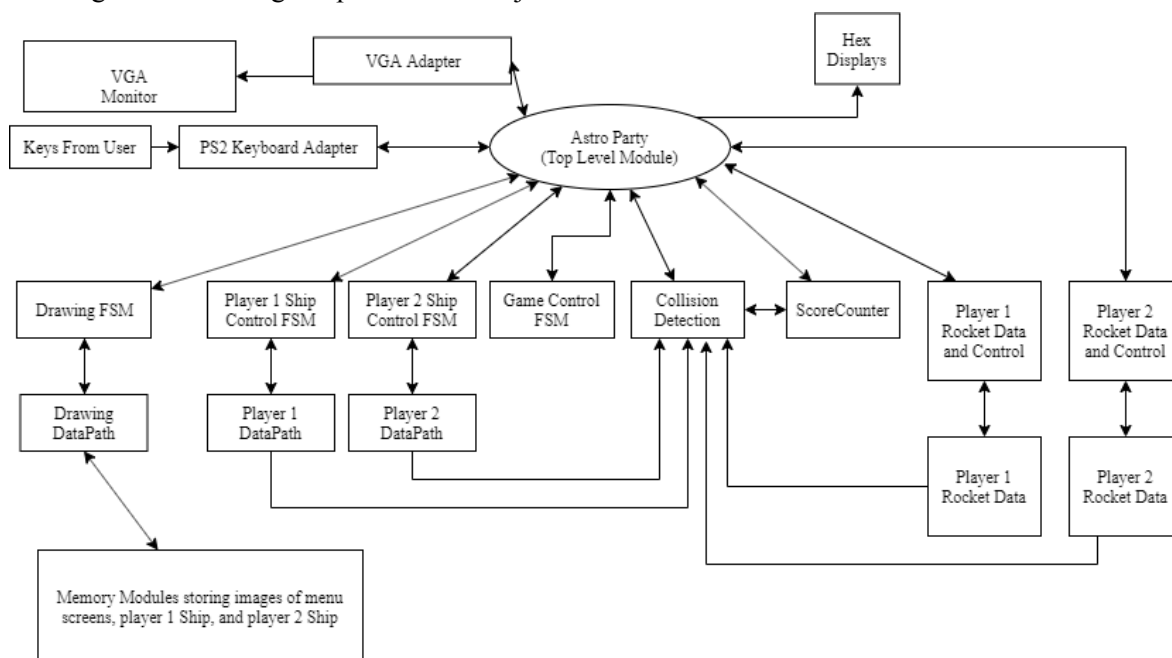 Hex
Displays
VGA Adapter
VGA
Monitor
Astro Party
(Top Level Module)
Keys From User
PS2 Keyboard Adapter
Drawing FSM
Player 1 Ship
Control FSM
Player 2 Ship
Control FSM
Game Control
FSM
Collision
Detection
ScoreCounter
Player 1
Rocket Data
and Control
Player 2
Rocket Data
and Control
Drawing
DataPath
Player 1
DataPath
Player 2
DataPath
Player 1
Rocket Data
Player 2
Rocket Data
Memory Modules storing images of menu
screens, player 1 Ship, and player 2 Ship